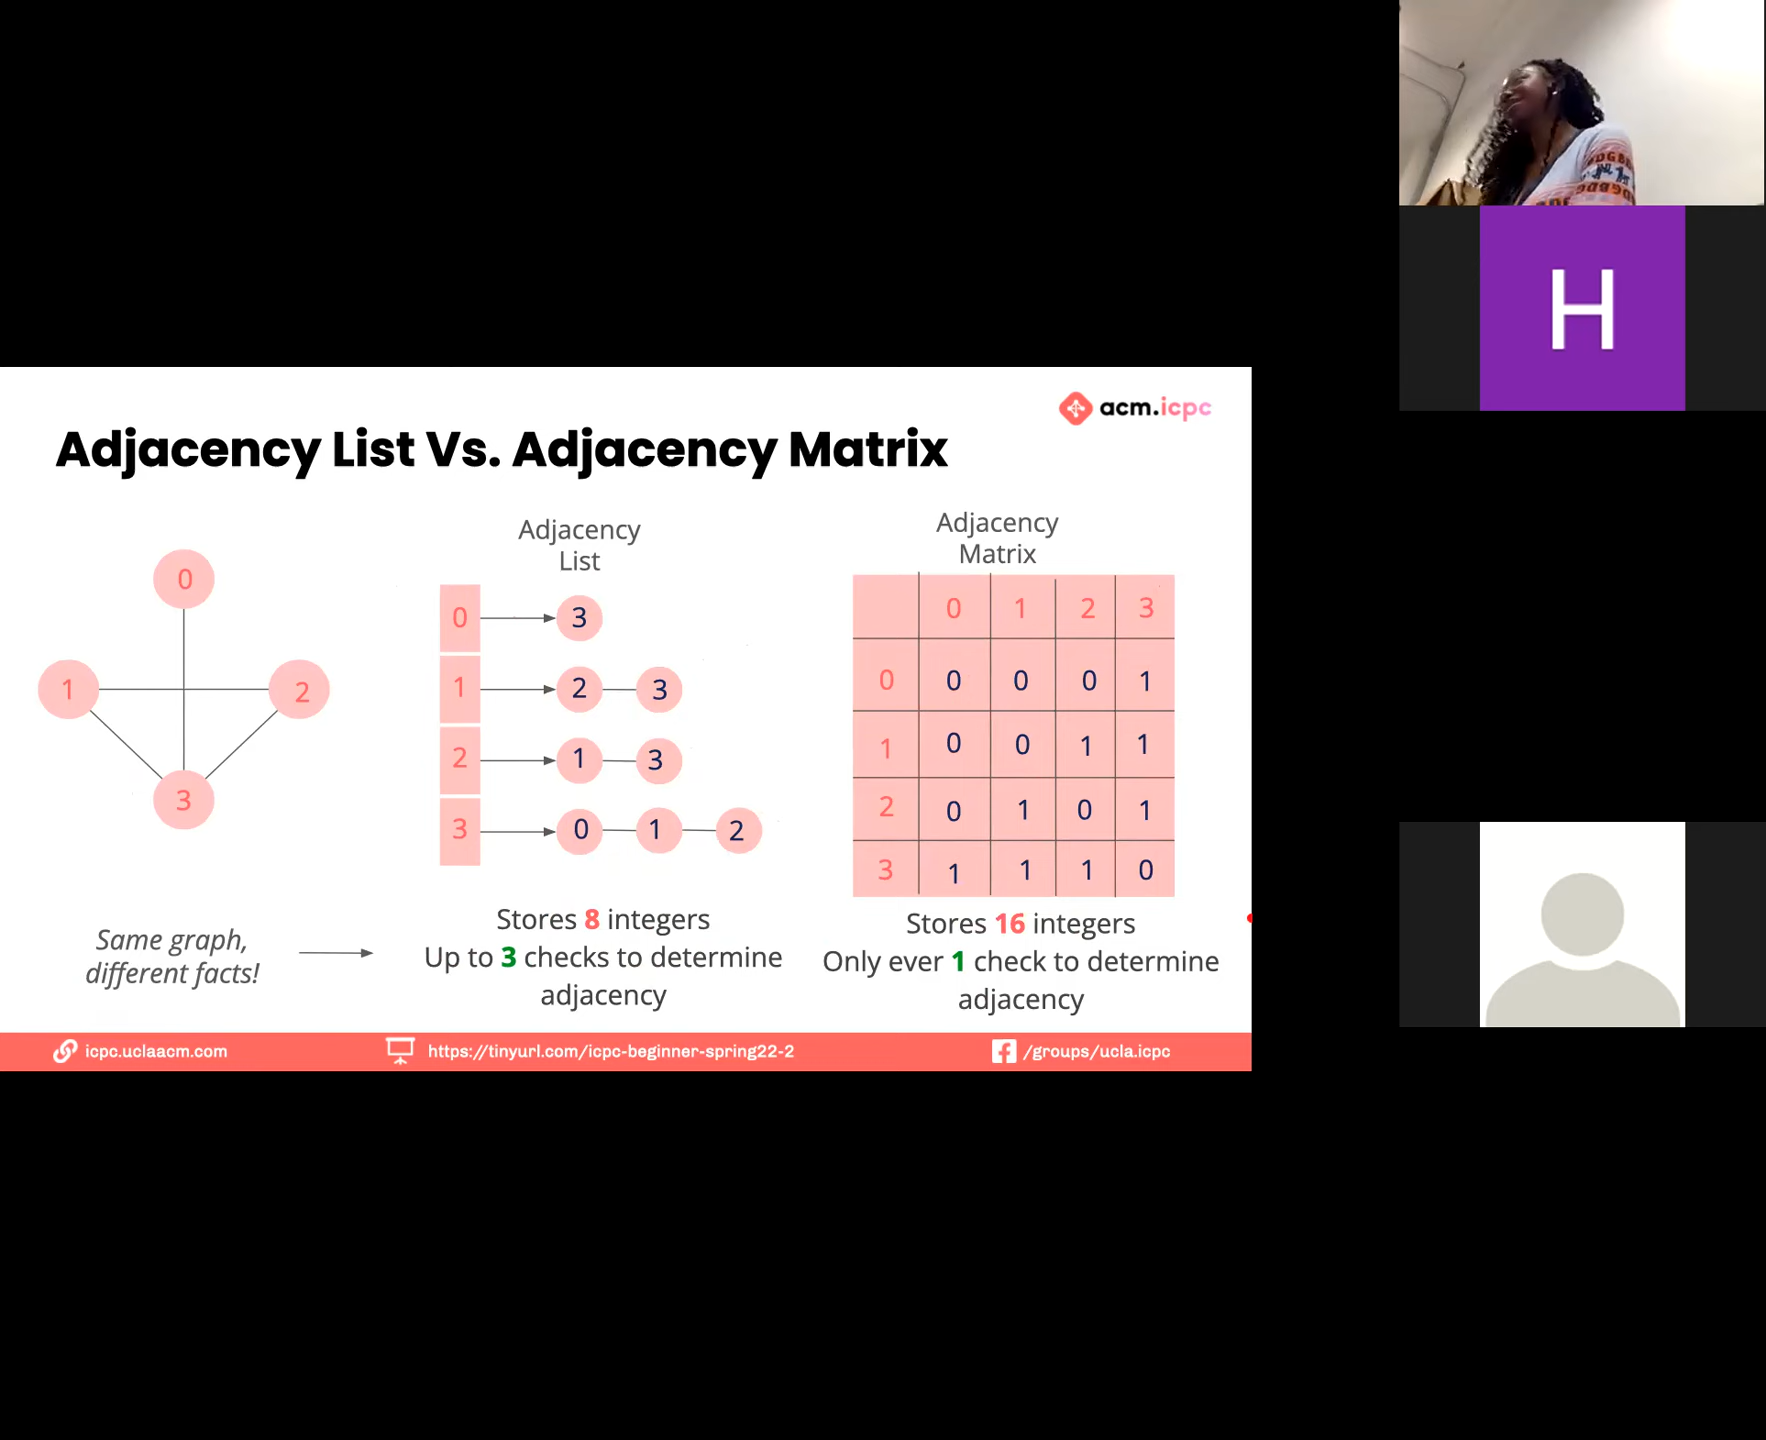 H
acm.icpc
Adjacency List Vs. Adjacency Matrix
0
1
2
3
Adjacency
List
0 3
1 2 3
2 1 3
3 0 1 2
Stores 8 integers
Up to 3 checks to determine
adjacency
Adjacency
Matrix
0 1 2 3
0 0 0 0 1
1 0 0 1 1
2 0 1 0 1
3 1 1 1 0
Stores 16 integers
Only ever 1 check to determine
adjacency
Same graph,
different facts!
icpc.uclaacm.com
https://tinyurl.com/icpc-beginner-spring22-2
/groups/ucla.icpc